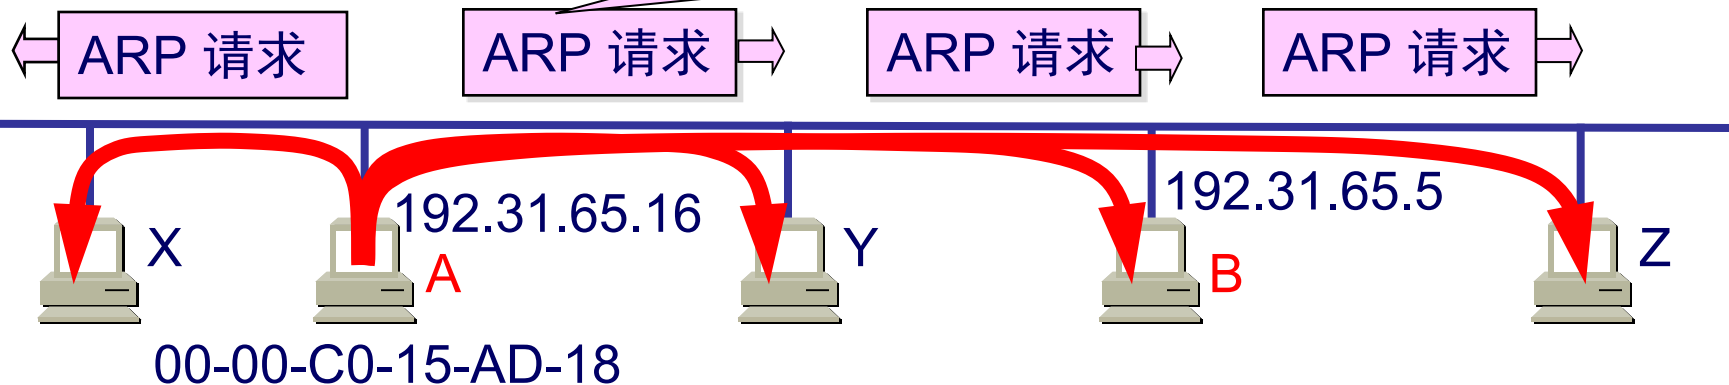 ARP 请求
ARP 请求
ARP 请求
ARP 请求
192.31.65.16
192.31.65.5
X
A
Y
B
Z
00-00-C0-15-AD-18